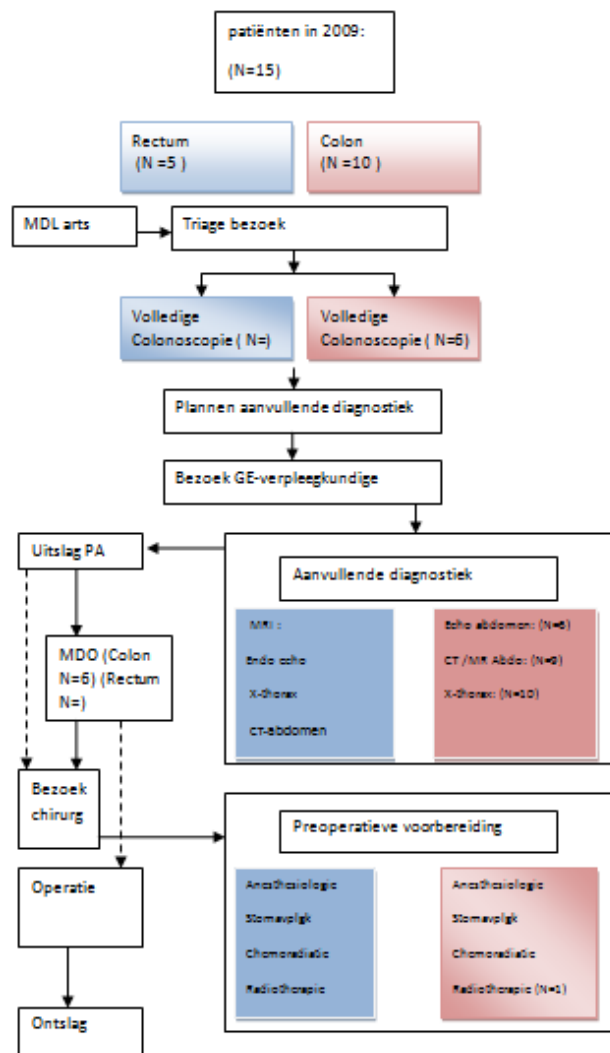 patiënten in 2009:
(N=15)
Rectum
(N =5 )
Colon
(N =10 )
MDL arts
Triage bezoek
Volledige
Colonoscopie ( N=)
Volledige
Colonoscopie ( N=6)
Plannen aanvullende diagnostiek
Bezoek GE-verpleegkundige
Uitslag PA
Aanvullende diagnostiek
MRI :
Endo echo
X-thorax
CT-abdomen
Echo abdomen: (N=6)
CT /MR Abdo: (N=9)
X-thorax: (N=10)
MDO (Colon
N=6) (Rectum
N=)
Bezoek
chirurg
Preoperatieve voorbereiding
Anesthesiologie
Stomavplgk
Chemoradiatie
Radiotherapie
Anesthesiologie
Stomavplgk
Chemoradiatie
Radiotherapie (N=1)
Operatie
Ontslag